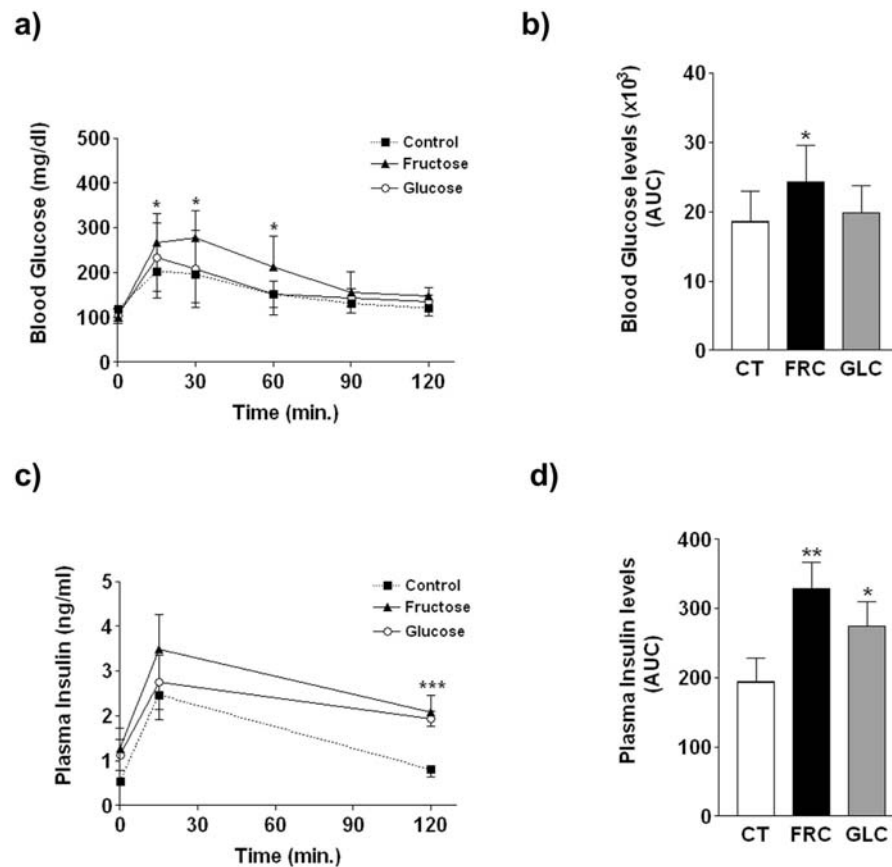 a)
Blood Glucose (mg/dl)
500
400
300
200
100
0
* * *
Control
Fructose
Glucose
0 30 60 90 120
Time (min.)
b)
Blood Glucose levels (x10³)
(AUC)
40
30
20
10
0
*
CT FRC GLC
c)
Plasma Insulin (ng/ml)
5
4
3
2
1
0
Control
Fructose
Glucose
***
0 30 60 90 120
Time (min.)
d)
Plasma Insulin levels
(AUC)
400
300
200
100
0
** *
CT FRC GLC